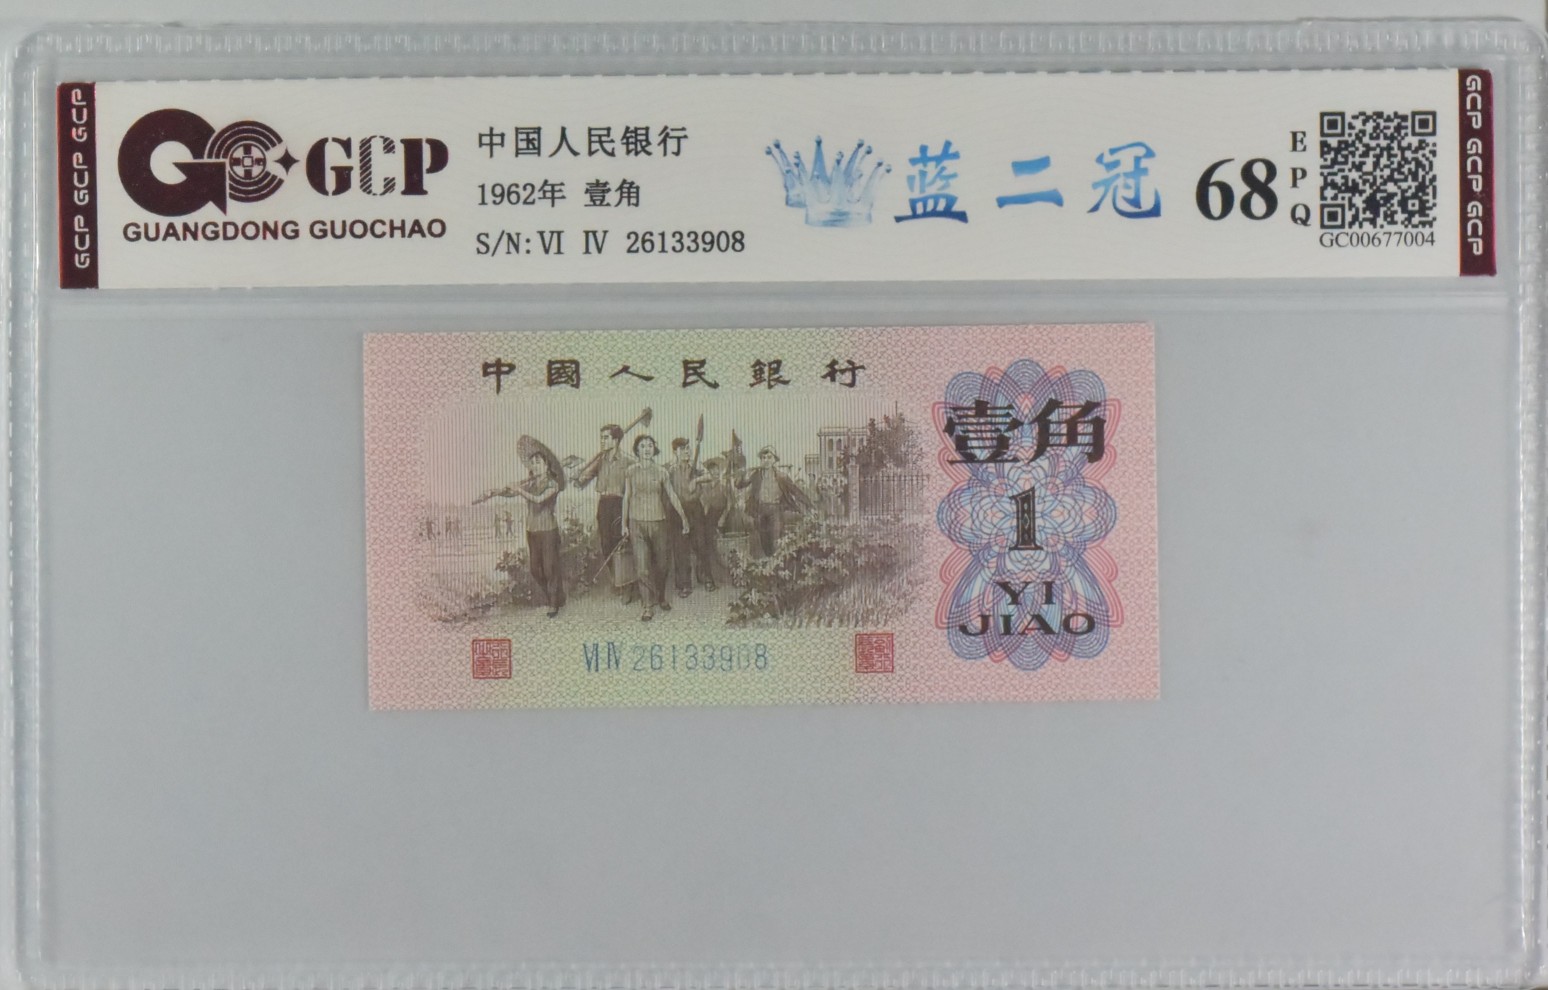 GCP GCP GCP
GCP
GUANGDONG GUOCHAO
中国人民银行
1962年 壹角
S/N: VI IV 26133908
蓝二冠
68
EPQ
GC00677004
GCP GCP GCP
中國人民銀行
壹角
1
YI
JIAO
VI IV 26133908